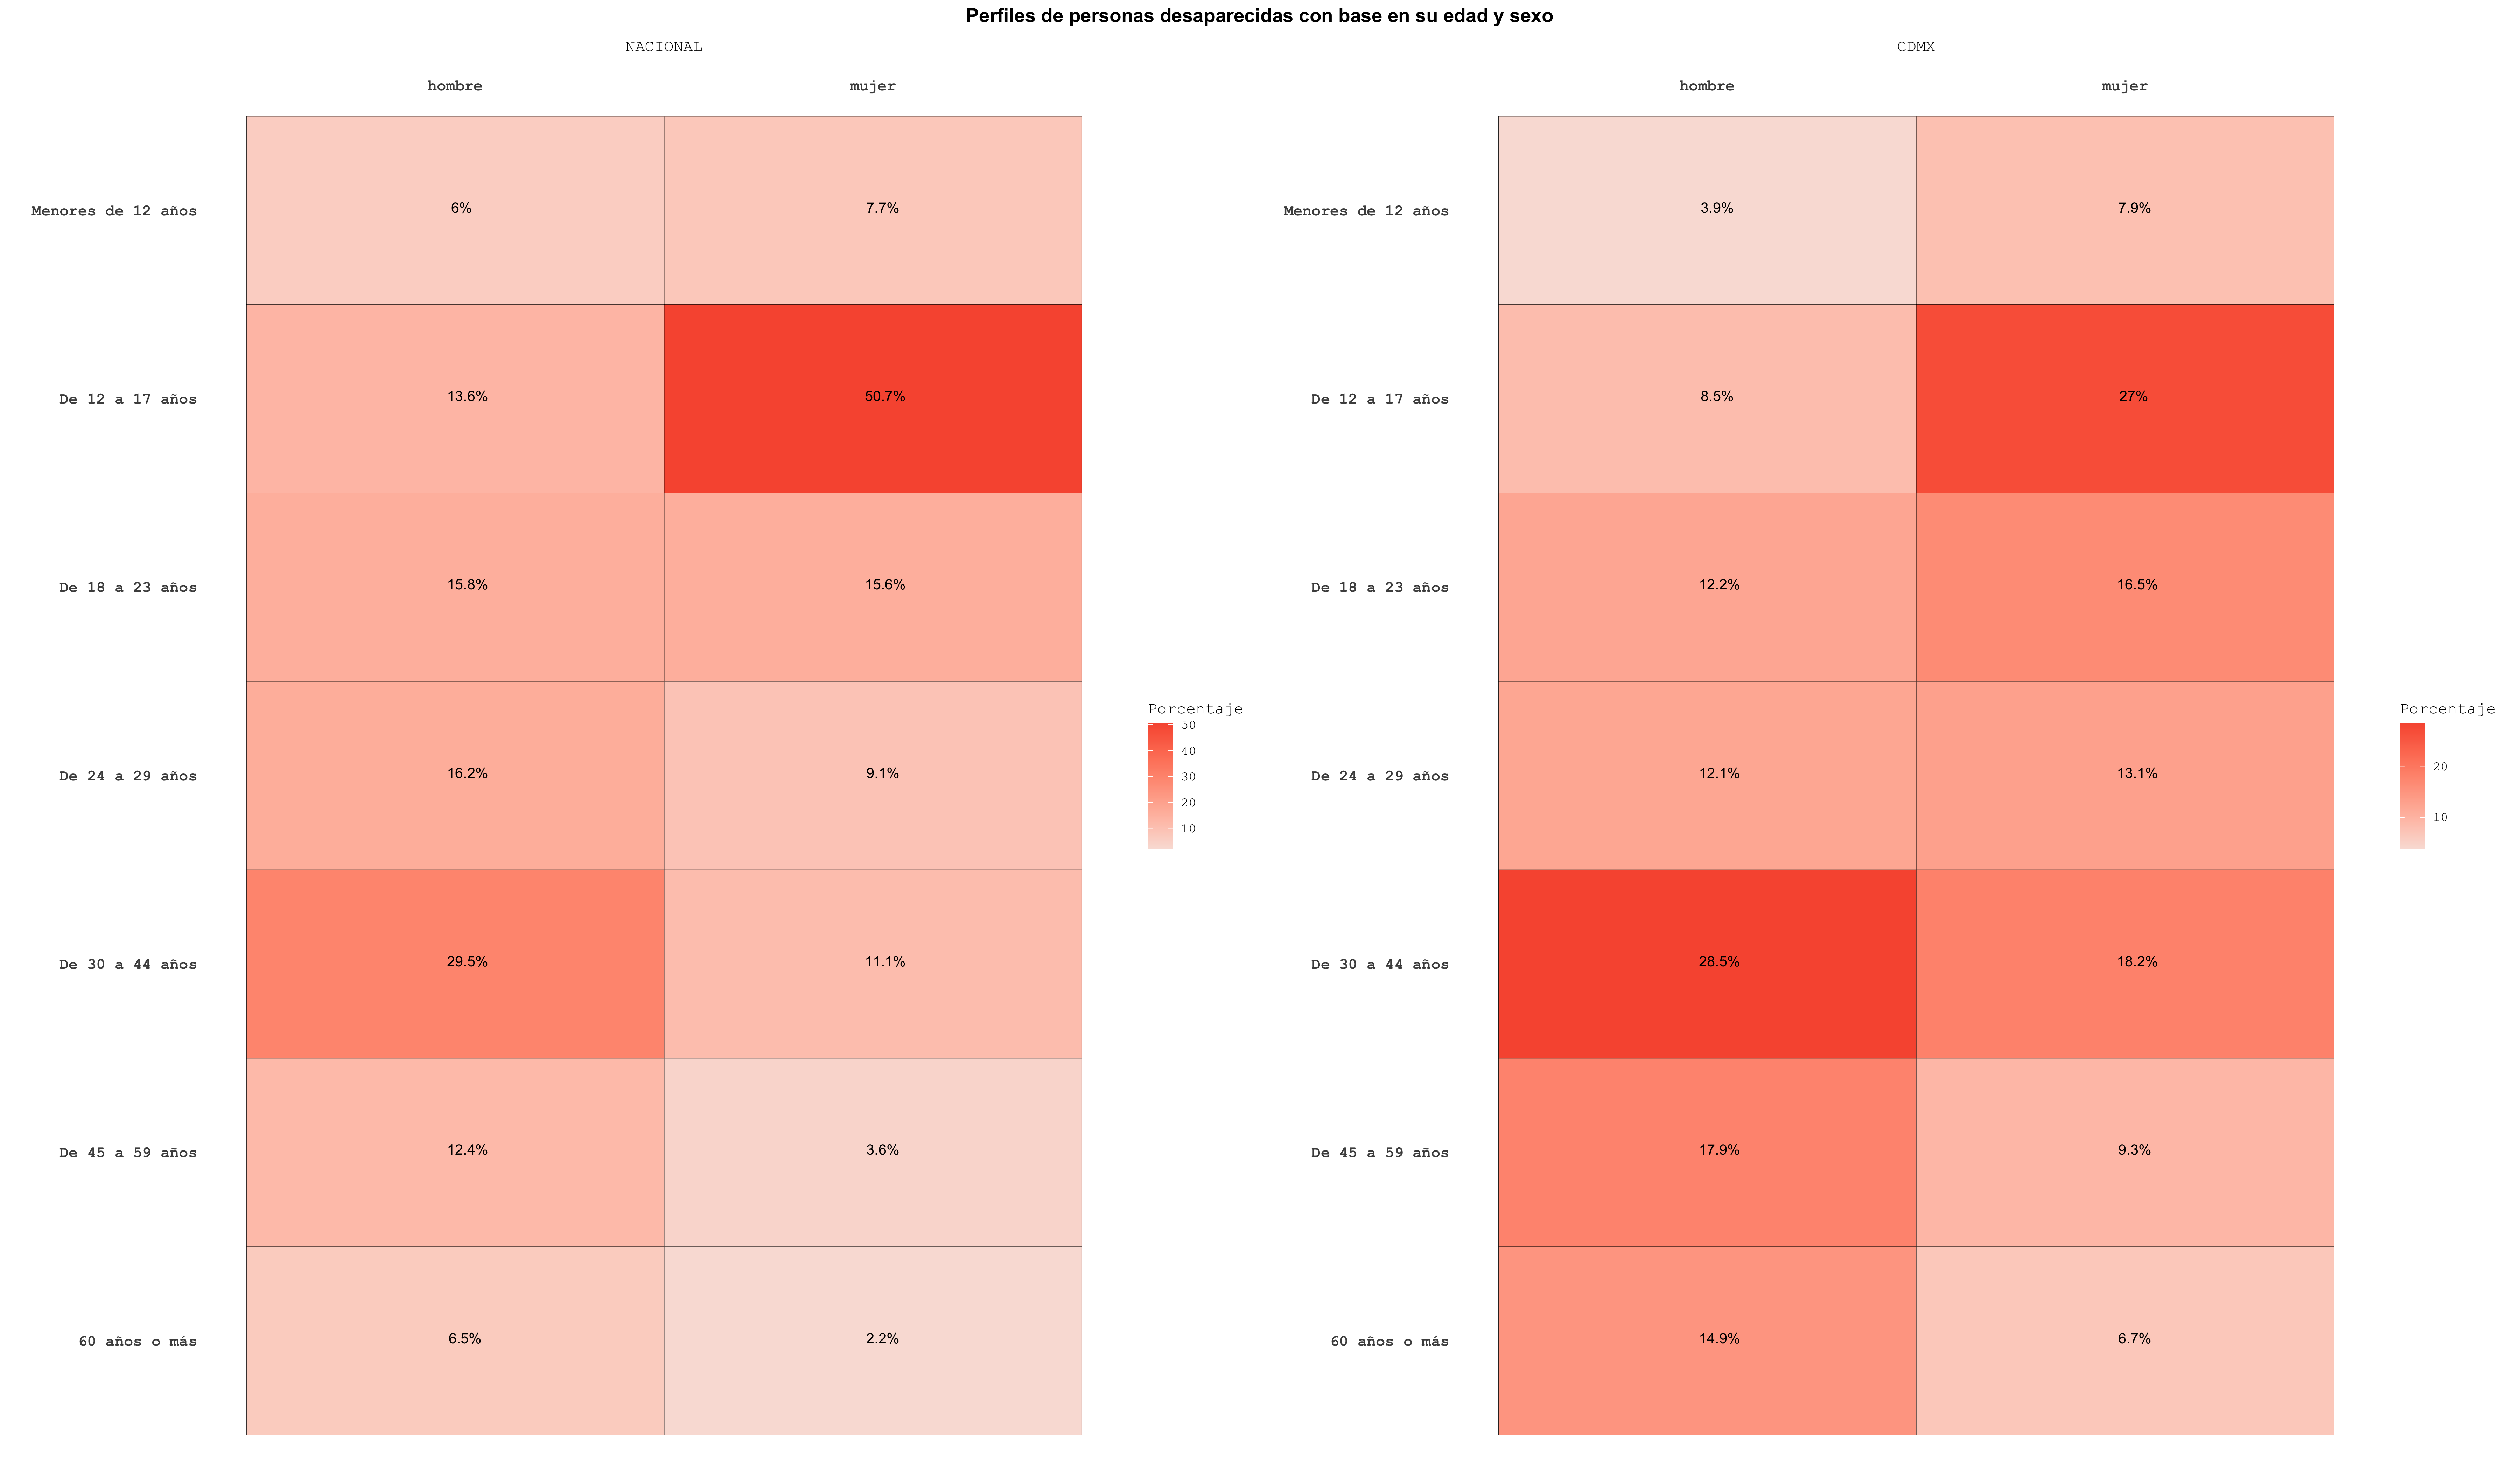 Perfiles de personas desaparecidas con base en su edad y sexo
NACIONAL
hombre mujer
Menores de 12 años 6% 7.7%
De 12 a 17 años 13.6% 50.7%
De 18 a 23 años 15.8% 15.6%
De 24 a 29 años 16.2% 9.1%
De 30 a 44 años 29.5% 11.1%
De 45 a 59 años 12.4% 3.6%
60 años o más 6.5% 2.2%
Porcentaje
50
40
30
20
10
CDMX
hombre mujer
Menores de 12 años 3.9% 7.9%
De 12 a 17 años 8.5% 27%
De 18 a 23 años 12.2% 16.5%
De 24 a 29 años 12.1% 13.1%
De 30 a 44 años 28.5% 18.2%
De 45 a 59 años 17.9% 9.3%
60 años o más 14.9% 6.7%
Porcentaje
20
10